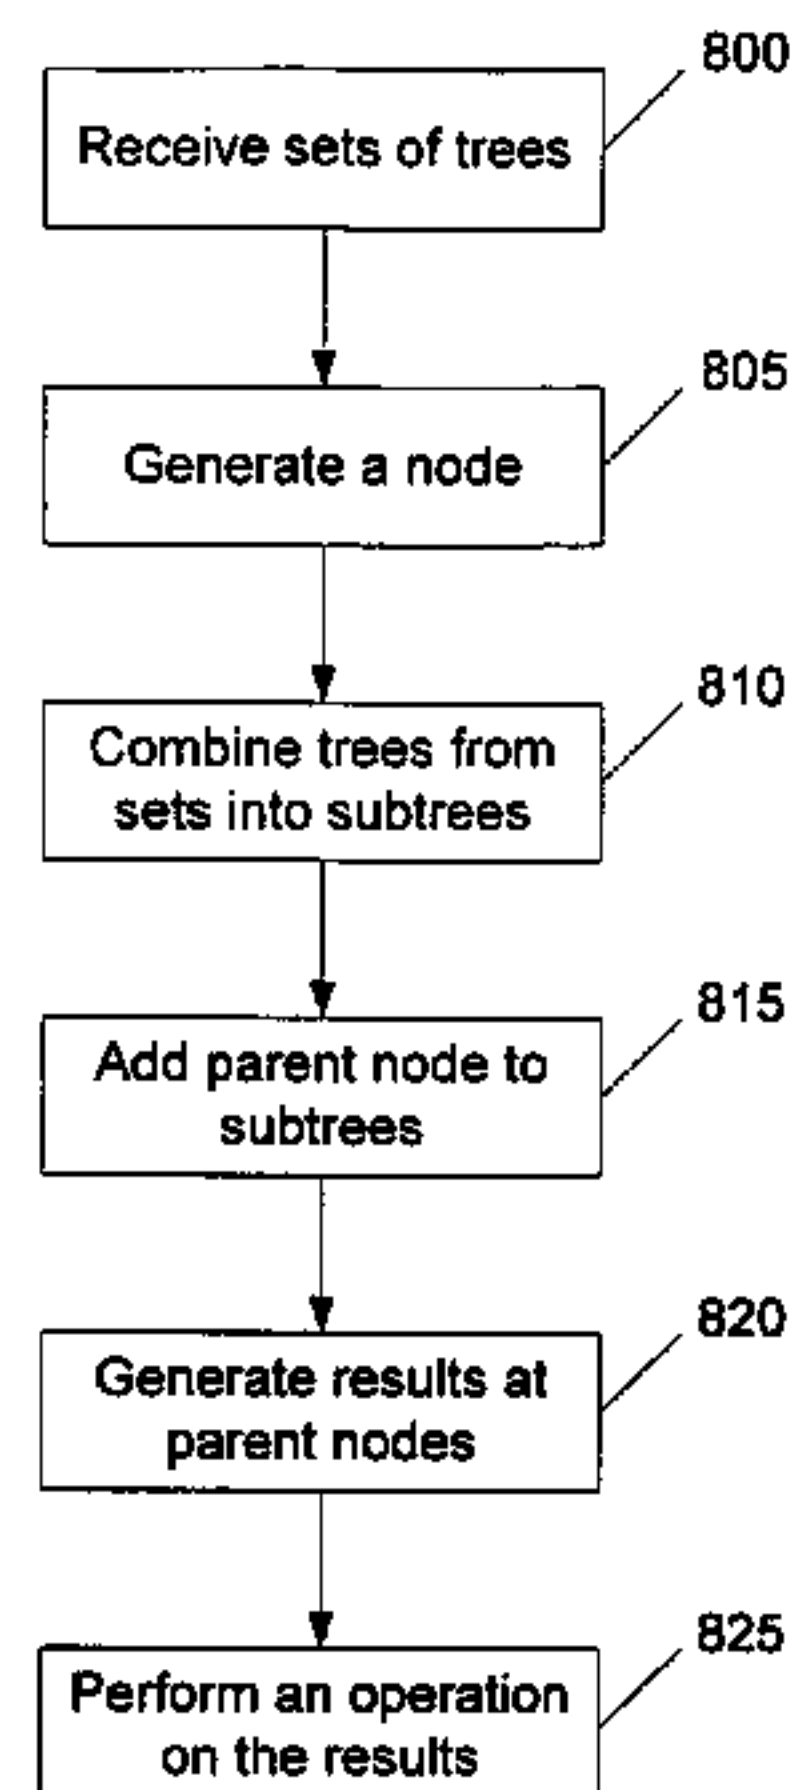 800
Receive sets of trees
805
Generate a node
810
Combine trees from
sets into subtrees
815
Add parent node to
subtrees
820
Generate results at
parent nodes
825
Perform an operation
on the results